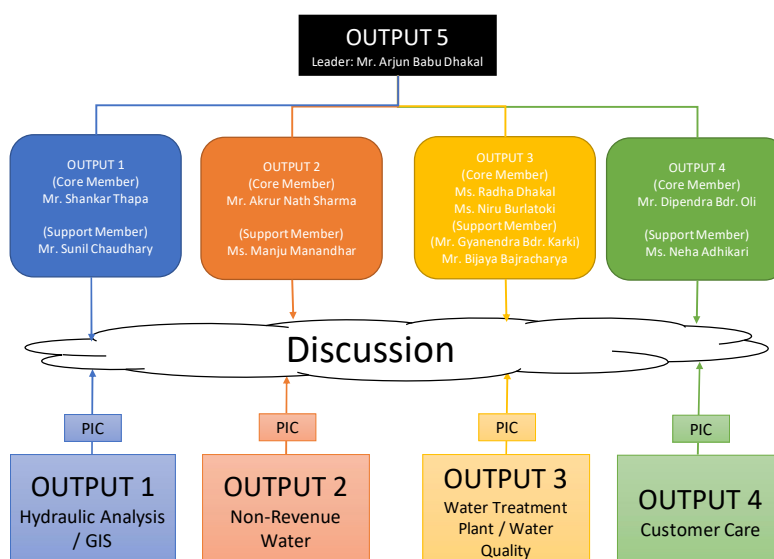 OUTPUT 5
Leader: Mr. Arjun Babu Dhakal
OUTPUT 1
(Core Member)
Mr. Shankar Thapa
(Support Member)
Mr. Sunil Chaudhary
OUTPUT 2
(Core Member)
Mr. Akrur Nath Sharma
(Support Member)
Ms. Manju Manandhar
OUTPUT 3
(Core Member)
Ms. Radha Dhakal
Ms. Niru Burlatoki
(Support Member)
(Mr. Gyanendra Bdr. Karki)
Mr. Bijaya Bajracharya
OUTPUT 4
(Core Member)
Mr. Dipendra Bdr. Oli
(Support Member)
Ms. Neha Adhikari
Discussion
PIC
PIC
PIC
PIC
OUTPUT 1
Hydraulic Analysis
/ GIS
OUTPUT 2
Non-Revenue
Water
OUTPUT 3
Water Treatment
Plant / Water
Quality
OUTPUT 4
Customer Care